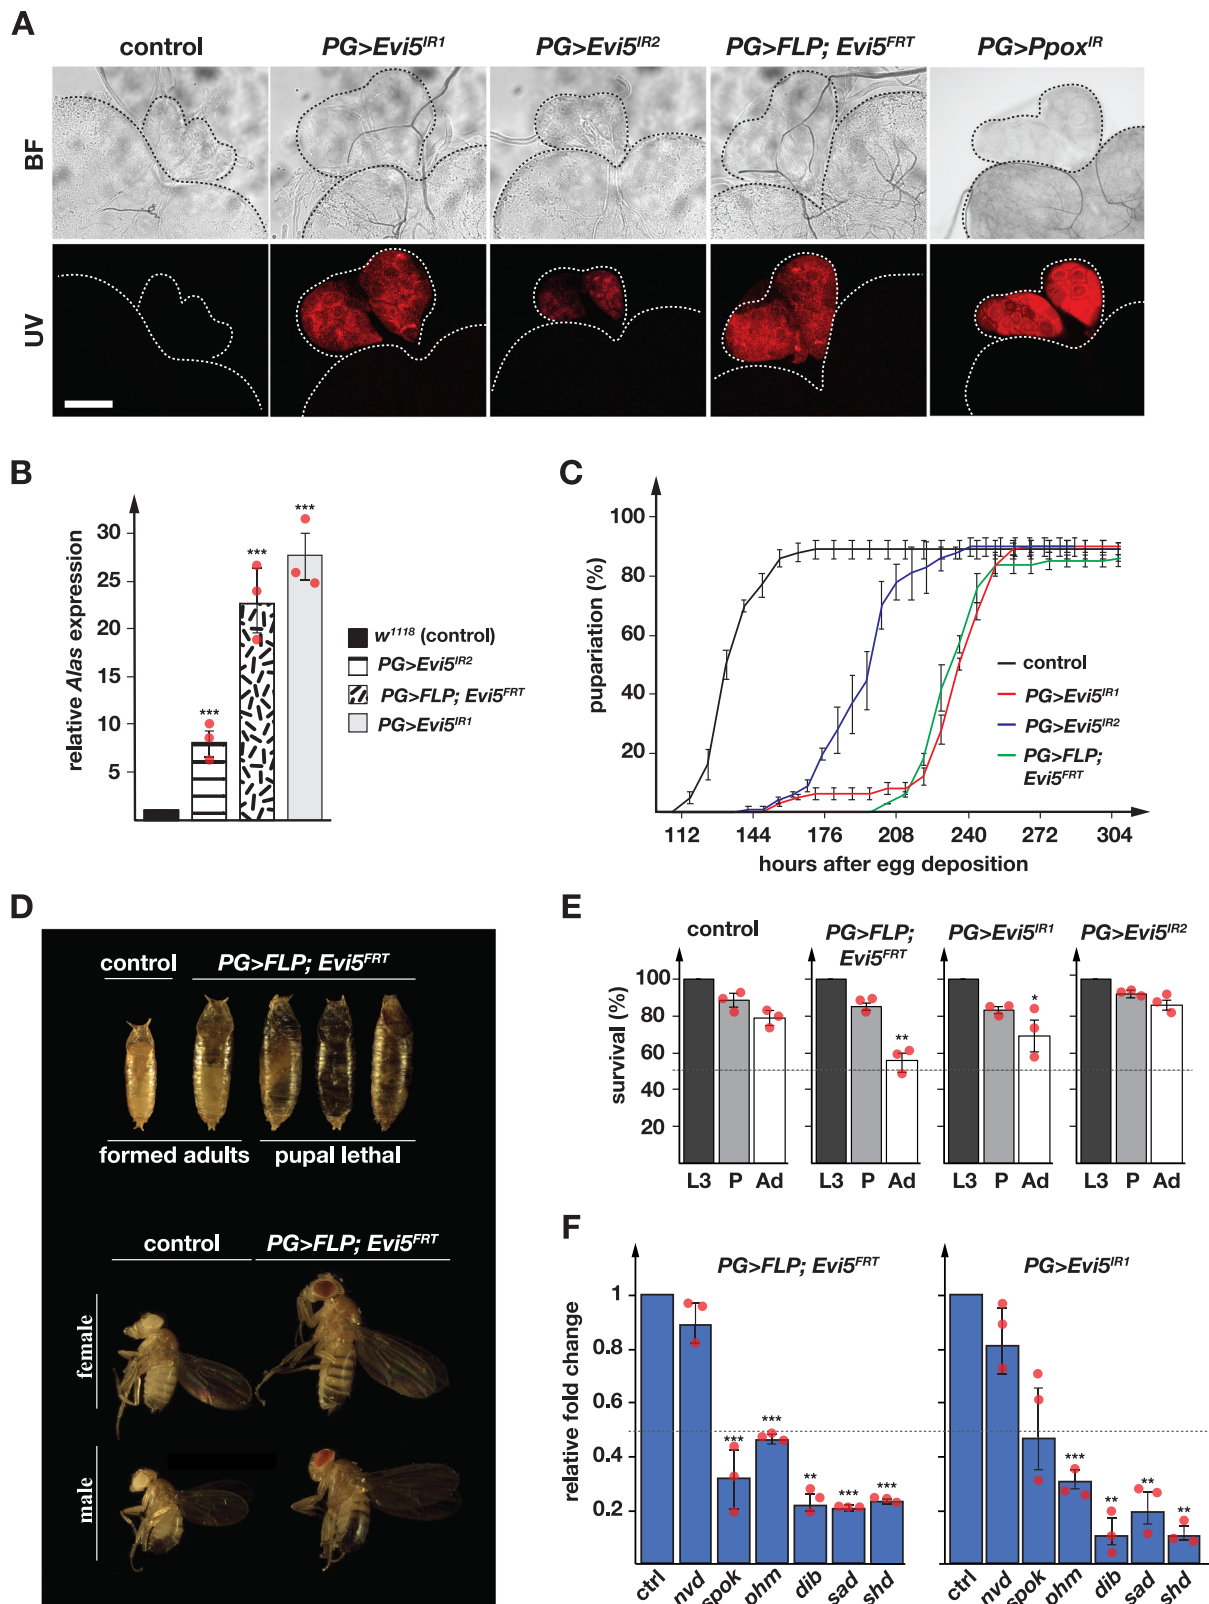 A
control
PG>Evi5IR1
PG>Evi5IR2
PG>FLP; Evi5FRT
PG>PpoxIR
BF
UV
B
relative Alas expression
30
25
20
15
10
5
***
***
***
w1118 (control)
PG>Evi5IR2
PG>FLP; Evi5FRT
PG>Evi5IR1
C
pupariation (%)
100
80
60
40
20
control
PG>Evi5IR1
PG>Evi5IR2
PG>FLP;
Evi5FRT
112 144 176 208 240 272 304
hours after egg deposition
D
control
PG>FLP; Evi5FRT
formed adults
pupal lethal
control
PG>FLP; Evi5FRT
female
male
E
control
PG>FLP;
Evi5FRT
PG>Evi5IR1
PG>Evi5IR2
survival (%)
100
80
60
40
20
**
*
L3 P Ad
L3 P Ad
L3 P Ad
L3 P Ad
F
PG>FLP; Evi5FRT
PG>Evi5IR1
relative fold change
1
0.8
0.6
0.4
0.2
*** *** ** *** ***
*** ** ** **
ctrl nvd spok phm dib sad shd
ctrl nvd spok phm dib sad shd